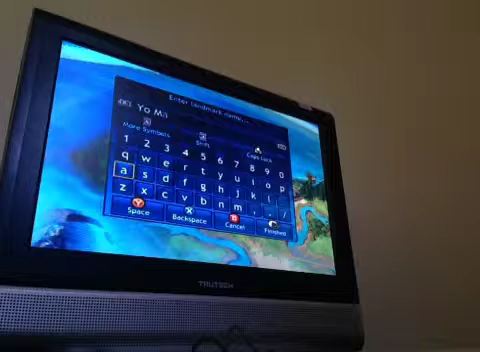 Enter landmark name...
Yo Mi
More Symbols
Shift
Caps Lock
1 2 3 4 5 6 7 8 9 0
q w e r t y u i o p
a s d f g h j k l
z x c v b n m , . /
Y X B
Space Backspace Cancel Finished
TRUTECH